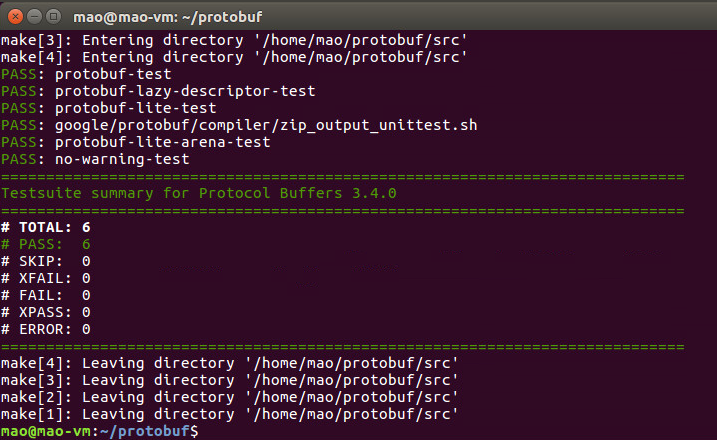 mao@mao-vm: ~/protobuf
make[3]: Entering directory '/home/mao/protobuf/src'
make[4]: Entering directory '/home/mao/protobuf/src'
PASS: protobuf-test
PASS: protobuf-lazy-descriptor-test
PASS: protobuf-lite-test
PASS: google/protobuf/compiler/zip_output_unittest.sh
PASS: protobuf-lite-arena-test
PASS: no-warning-test
============================================================================
Testsuite summary for Protocol Buffers 3.4.0
============================================================================
# TOTAL: 6
# PASS:  6
# SKIP:  0
# XFAIL: 0
# FAIL:  0
# XPASS: 0
# ERROR: 0
============================================================================
make[4]: Leaving directory '/home/mao/protobuf/src'
make[3]: Leaving directory '/home/mao/protobuf/src'
make[2]: Leaving directory '/home/mao/protobuf/src'
make[1]: Leaving directory '/home/mao/protobuf/src'
mao@mao-vm:~/protobuf$